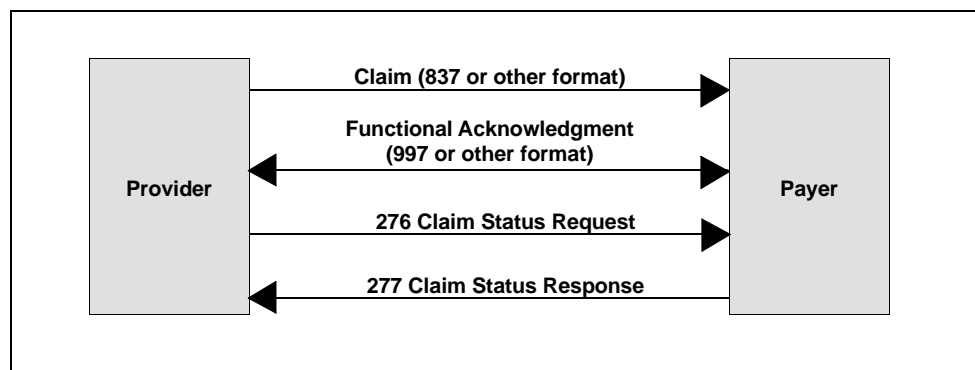 Claim (837 or other format)
Functional Acknowledgment
(997 or other format)
Provider
Payer
276 Claim Status Request
277 Claim Status Response